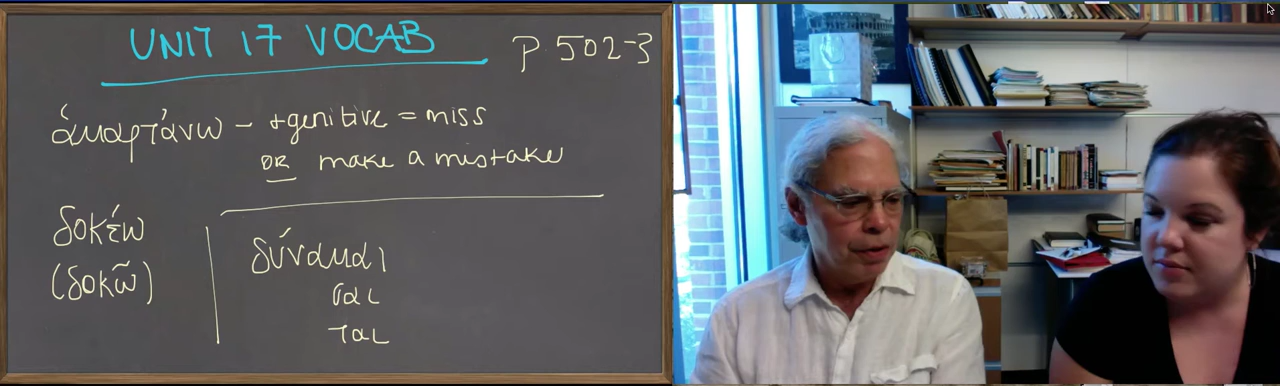 UNIT 17 VOCAB
P 502-3
ἁμαρτάνω – +genitive = miss
OR make a mistake
δοκέω
(δοκῶ)
δύναμαι
σαι
ται